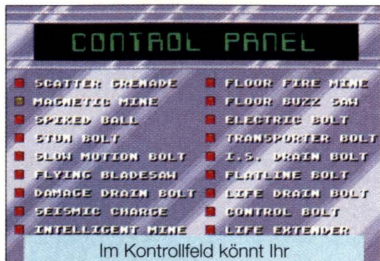 CONTROL PANEL
SCATTER GRENADE
MAGNETIC MINE
SPIKED BALL
STUN BOLT
SLOW MOTION BOLT
FLYING BLADESAW
DAMAGE DRAIN BOLT
SEISMIC CHARGE
INTELLIGENT MINE
FLOOR FIRE MINE
FLOOR BUZZ SAW
ELECTRIC BOLT
TRANSPORTER BOLT
I.S. DRAIN BOLT
FLATLINE BOLT
LIFE DRAIN BOLT
CONTROL BOLT
LIFE EXTENDER
Im Kontrollfeld könnt Ihr